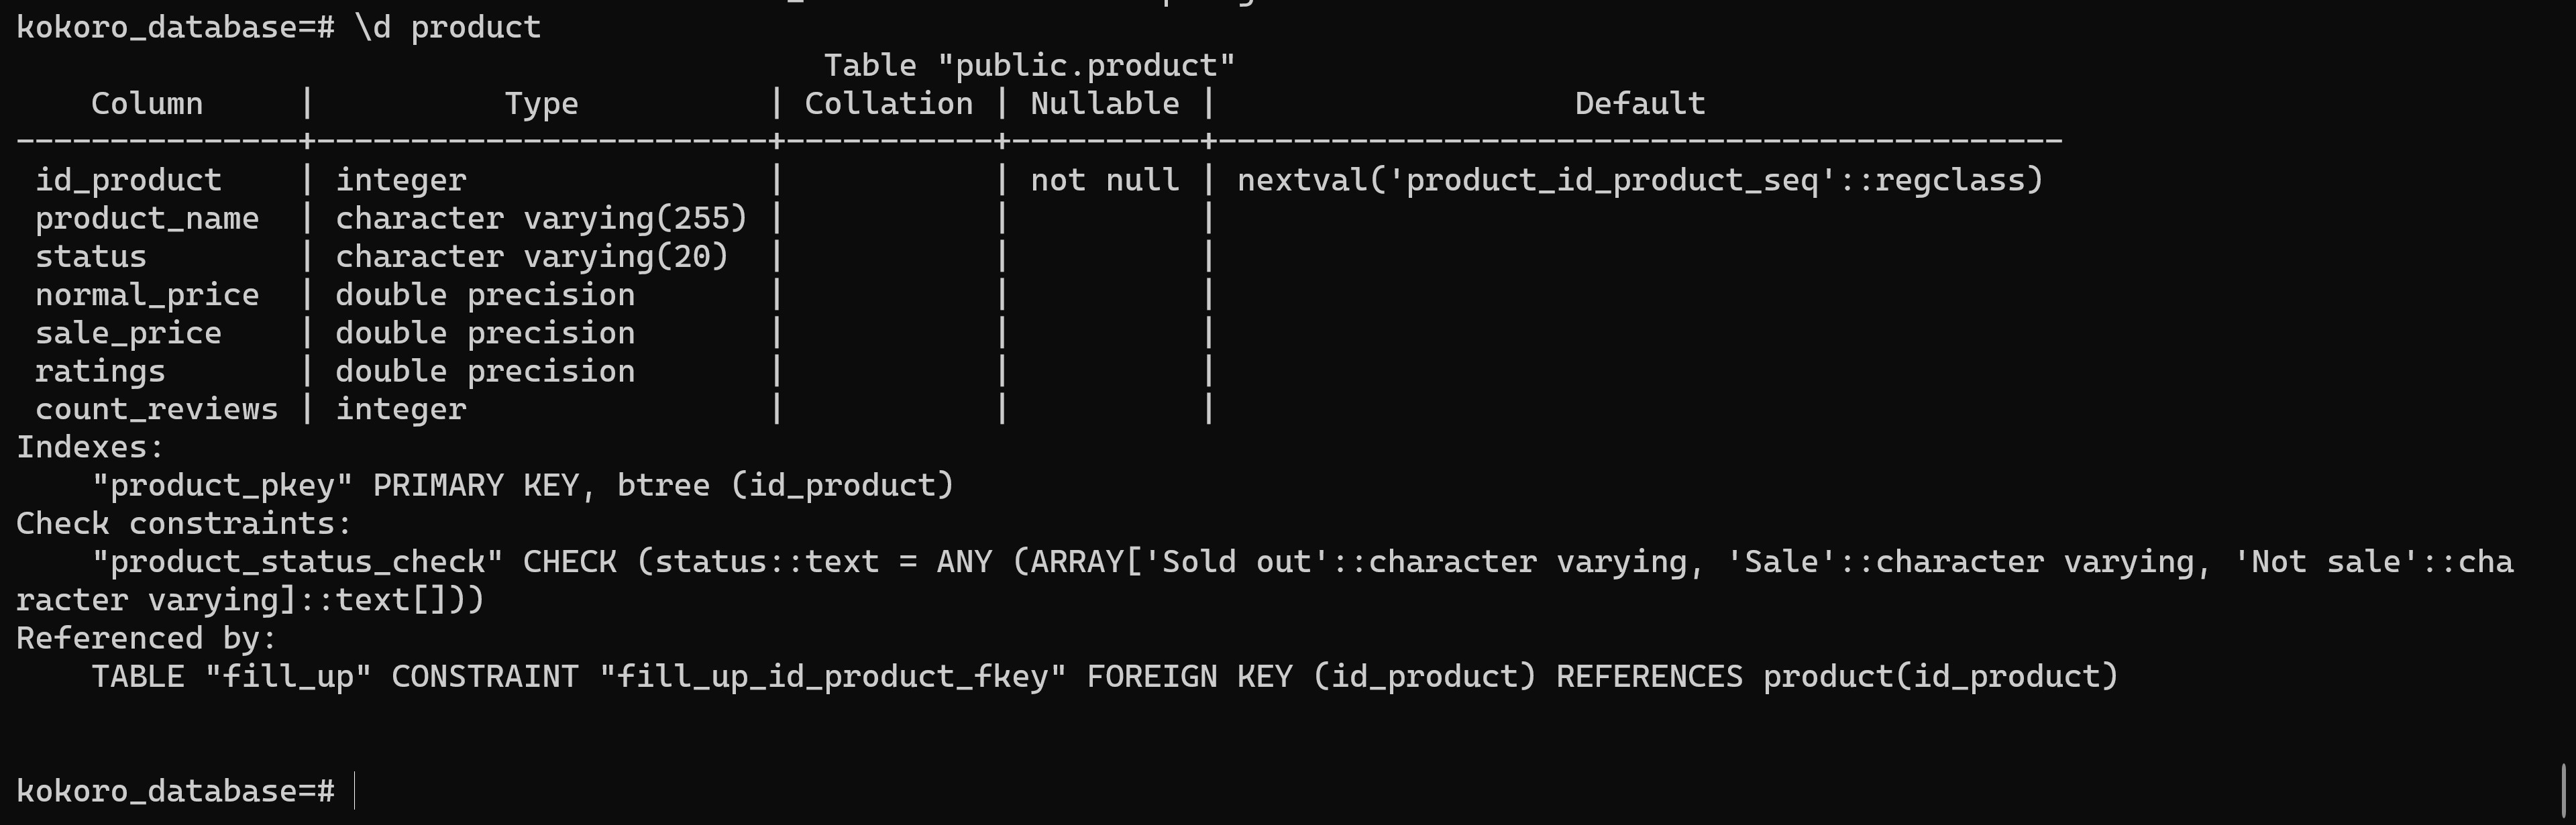 kokoro_database=# \d product
Table "public.product"
Column | Type | Collation | Nullable | Default
---------------+------------------------+-----------+----------+---------------------------------------------
id_product | integer | | not null | nextval('product_id_product_seq'::regclass)
product_name | character varying(255) | | |
status | character varying(20) | | |
normal_price | double precision | | |
sale_price | double precision | | |
ratings | double precision | | |
count_reviews | integer | | |
Indexes:
"product_pkey" PRIMARY KEY, btree (id_product)
Check constraints:
"product_status_check" CHECK (status::text = ANY (ARRAY['Sold out'::character varying, 'Sale'::character varying, 'Not sale'::cha
racter varying]::text[]))
Referenced by:
TABLE "fill_up" CONSTRAINT "fill_up_id_product_fkey" FOREIGN KEY (id_product) REFERENCES product(id_product)
kokoro_database=#